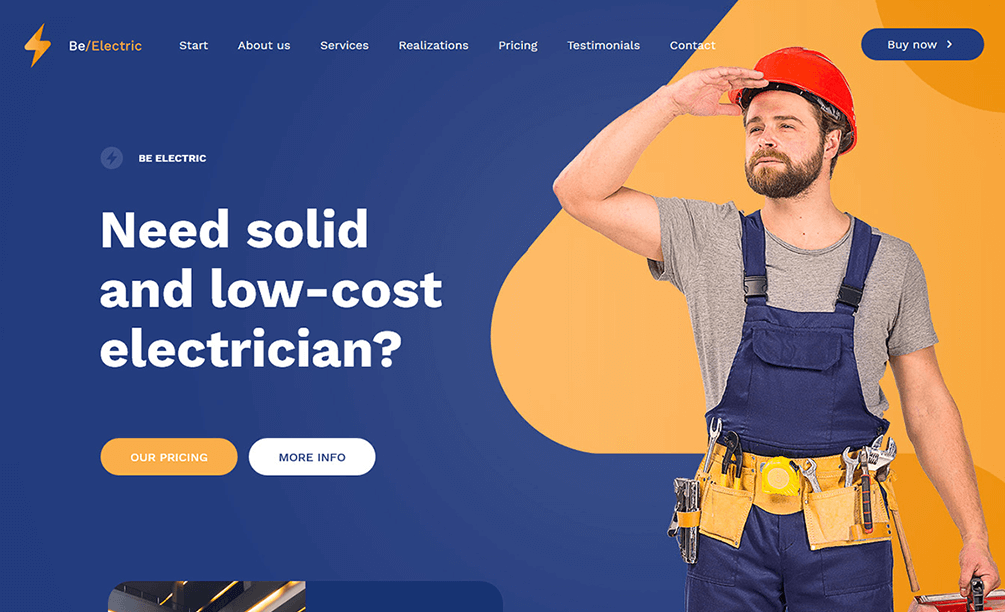 Be/Electric
Start
About us
Services
Realizations
Pricing
Testimonials
Contact
Buy now
BE ELECTRIC
Need solid
and low-cost
electrician?
OUR PRICING
MORE INFO